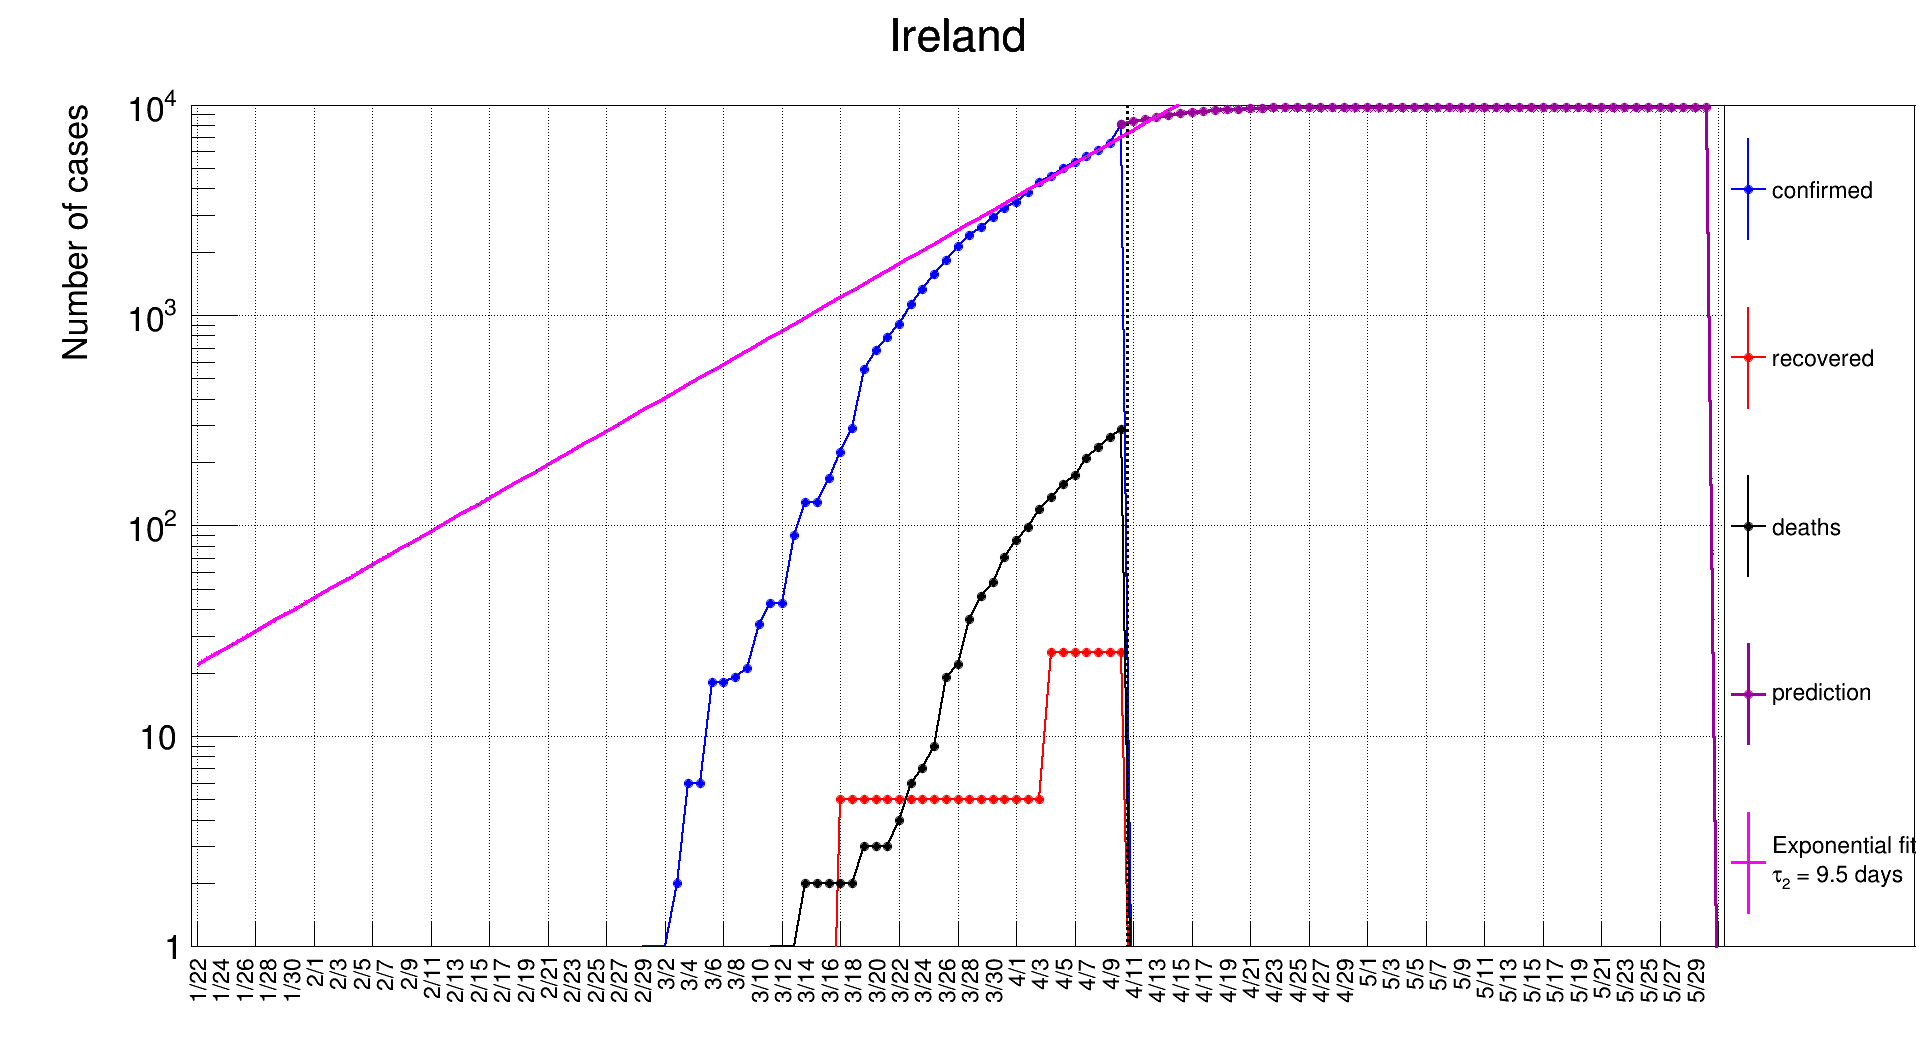 Ireland
Number of cases
10⁴
10³
10²
10
1
1/22 1/24 1/26 1/28 1/30 2/1 2/3 2/5 2/7 2/9 2/11 2/13 2/15 2/17 2/19 2/21 2/23 2/25 2/27 2/29 3/2 3/4 3/6 3/8 3/10 3/12 3/14 3/16 3/18 3/20 3/22 3/24 3/26 3/28 3/30 4/1 4/3 4/5 4/7 4/9 4/11 4/13 4/15 4/17 4/19 4/21 4/23 4/25 4/27 4/29 5/1 5/3 5/5 5/7 5/9 5/11 5/13 5/15 5/17 5/19 5/21 5/23 5/25 5/27 5/29
confirmed
recovered
deaths
prediction
Exponential fit
τ₂ = 9.5 days